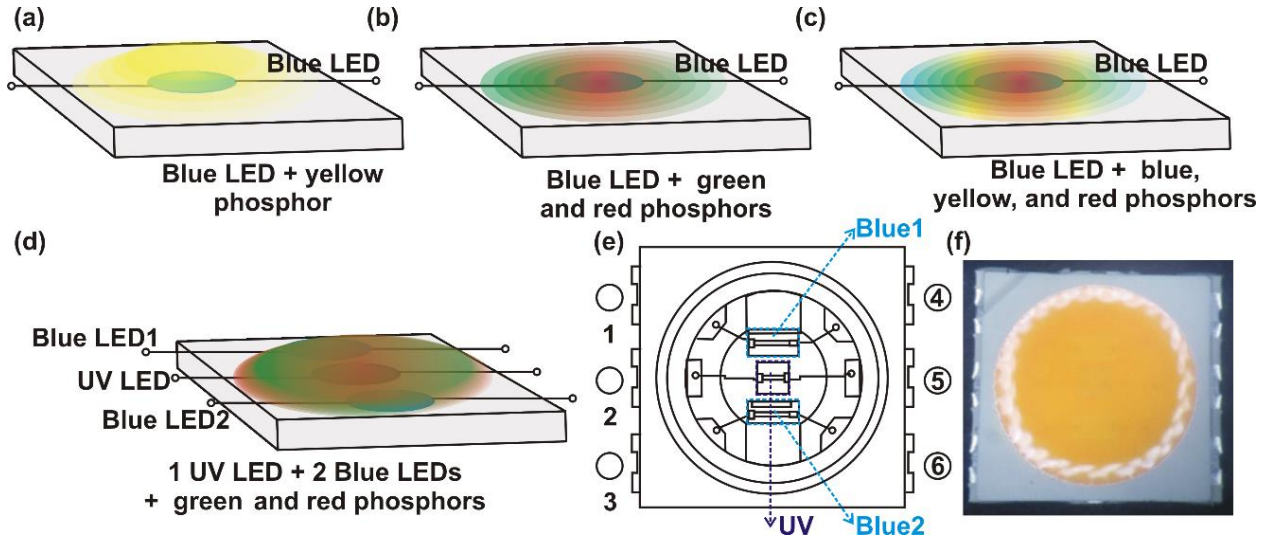 (a)
Blue LED
Blue LED + yellow
phosphor
(b)
Blue LED
Blue LED + green
and red phosphors
(c)
Blue LED
Blue LED + blue,
yellow, and red phosphors
(d)
Blue LED1
UV LED
Blue LED2
1 UV LED + 2 Blue LEDs
+ green and red phosphors
(e)
Blue1
1
2
3
4
5
6
UV
Blue2
(f)